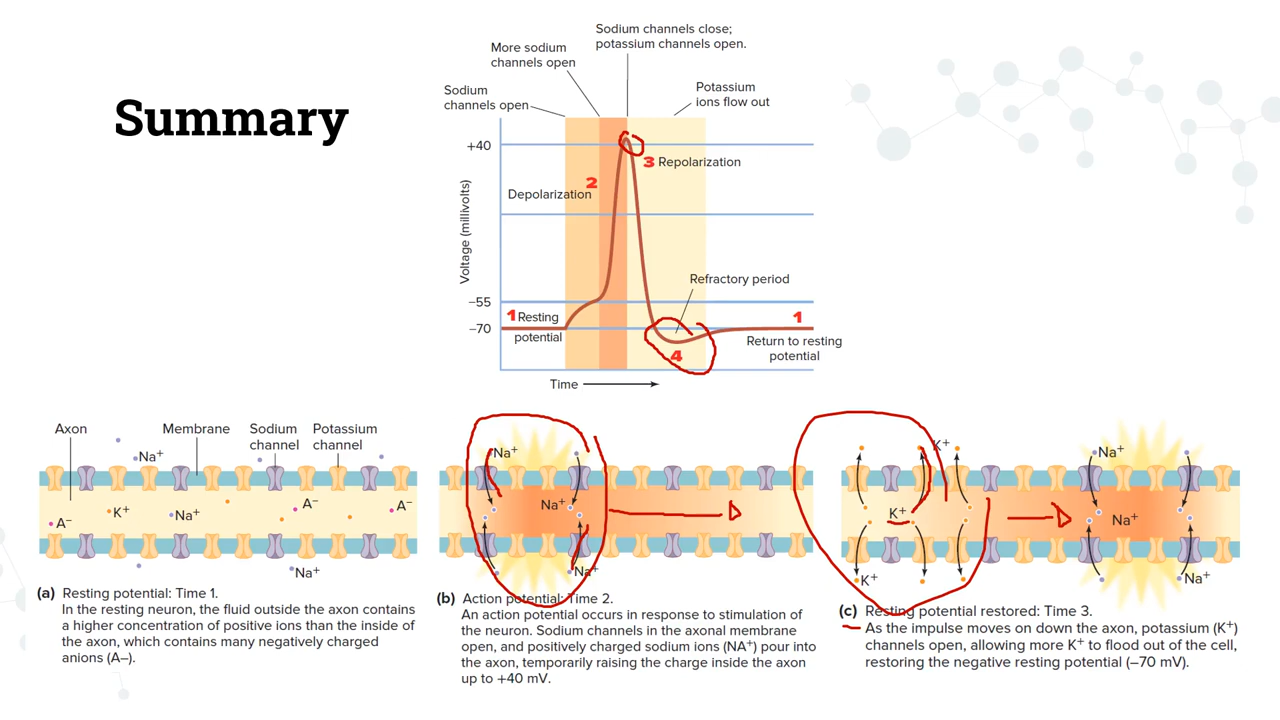 Summary
Sodium channels close;
potassium channels open.
More sodium
channels open
Sodium
channels open
Potassium
ions flow out
+40
3 Repolarization
2
Depolarization
Voltage (millivolts)
Refractory period
−55
1 Resting
potential
1
−70
Return to resting
potential
4
Time
Axon
Membrane
Sodium
channel
Potassium
channel
Na+
A−
K+
Na+
A−
A−
Na+
Na+
Na+
Na+
K+
K+
K+
Na+
Na+
Na+
(a) Resting potential: Time 1.
In the resting neuron, the fluid outside the axon contains
a higher concentration of positive ions than the inside of
the axon, which contains many negatively charged
anions (A–).
(b) Action potential: Time 2.
An action potential occurs in response to stimulation of
the neuron. Sodium channels in the axonal membrane
open, and positively charged sodium ions (NA+) pour into
the axon, temporarily raising the charge inside the axon
up to +40 mV.
(c) Resting potential restored: Time 3.
As the impulse moves on down the axon, potassium (K+)
channels open, allowing more K+ to flood out of the cell,
restoring the negative resting potential (−70 mV).